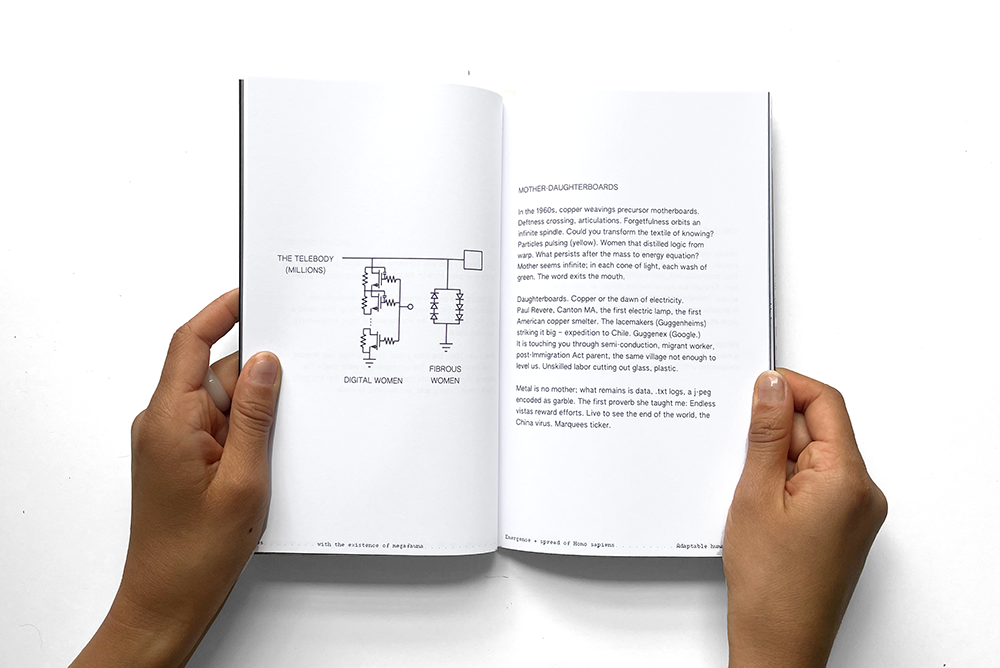 THE TELEBODY
(MILLIONS)
DIGITAL WOMEN
FIBROUS
WOMEN
with the existence of megafauna
MOTHER-DAUGHTERBOARDS
In the 1960s, copper weavings precursor motherboards.
Deftness crossing, articulations. Forgetfulness orbits an
infinite spindle. Could you transform the textile of knowing?
Particles pulsing (yellow). Women that distilled logic from
warp. What persists after the mass to energy equation?
Mother seems infinite; in each cone of light, each wash of
green. The word exits the mouth.
Daughterboards. Copper or the dawn of electricity.
Paul Revere, Canton MA, the first electric lamp, the first
American copper smelter. The lacemakers (Guggenheims)
striking it big – expedition to Chile. Guggenex (Google.)
It is touching you through semi-conduction, migrant worker,
post-Immigration Act parent, the same village not enough to
level us. Unskilled labor cutting out glass, plastic.
Metal is no mother; what remains is data, .txt logs, a j-peg
encoded as garble. The first proverb she taught me: Endless
vistas reward efforts. Live to see the end of the world, the
China virus. Marquees ticker.
Emergence + spread of Homo sapiens ............ Adaptable